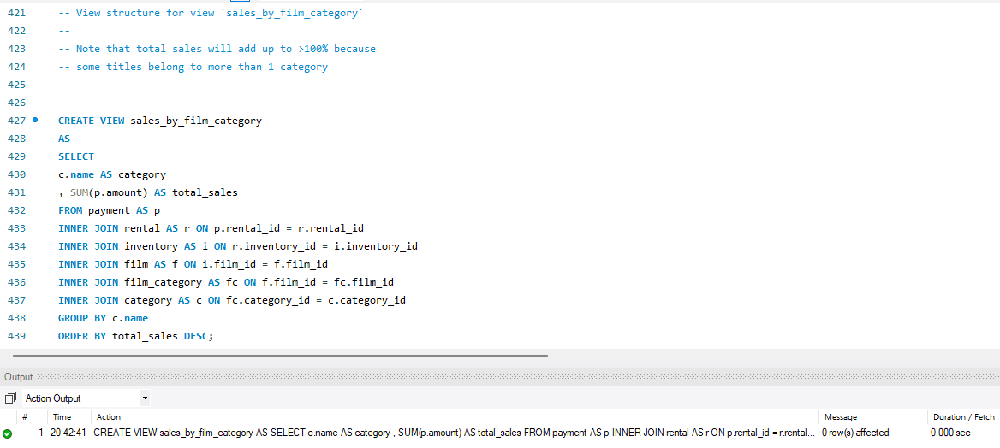 421 -- View structure for view `sales_by_film_category`
422 --
423 -- Note that total sales will add up to >100% because
424 -- some titles belong to more than 1 category
425 --
426
427 CREATE VIEW sales_by_film_category
428 AS
429 SELECT
430 c.name AS category
431 , SUM(p.amount) AS total_sales
432 FROM payment AS p
433 INNER JOIN rental AS r ON p.rental_id = r.rental_id
434 INNER JOIN inventory AS i ON r.inventory_id = i.inventory_id
435 INNER JOIN film AS f ON i.film_id = f.film_id
436 INNER JOIN film_category AS fc ON f.film_id = fc.film_id
437 INNER JOIN category AS c ON fc.category_id = c.category_id
438 GROUP BY c.name
439 ORDER BY total_sales DESC;
Output
Action Output
# Time Action Message Duration / Fetch
1 20:42:41 CREATE VIEW sales_by_film_category AS SELECT c.name AS category , SUM(p.amount) AS total_sales FROM payment AS p INNER JOIN rental AS r ON p.rental_id = r.rental... 0 row(s) affected 0.000 sec